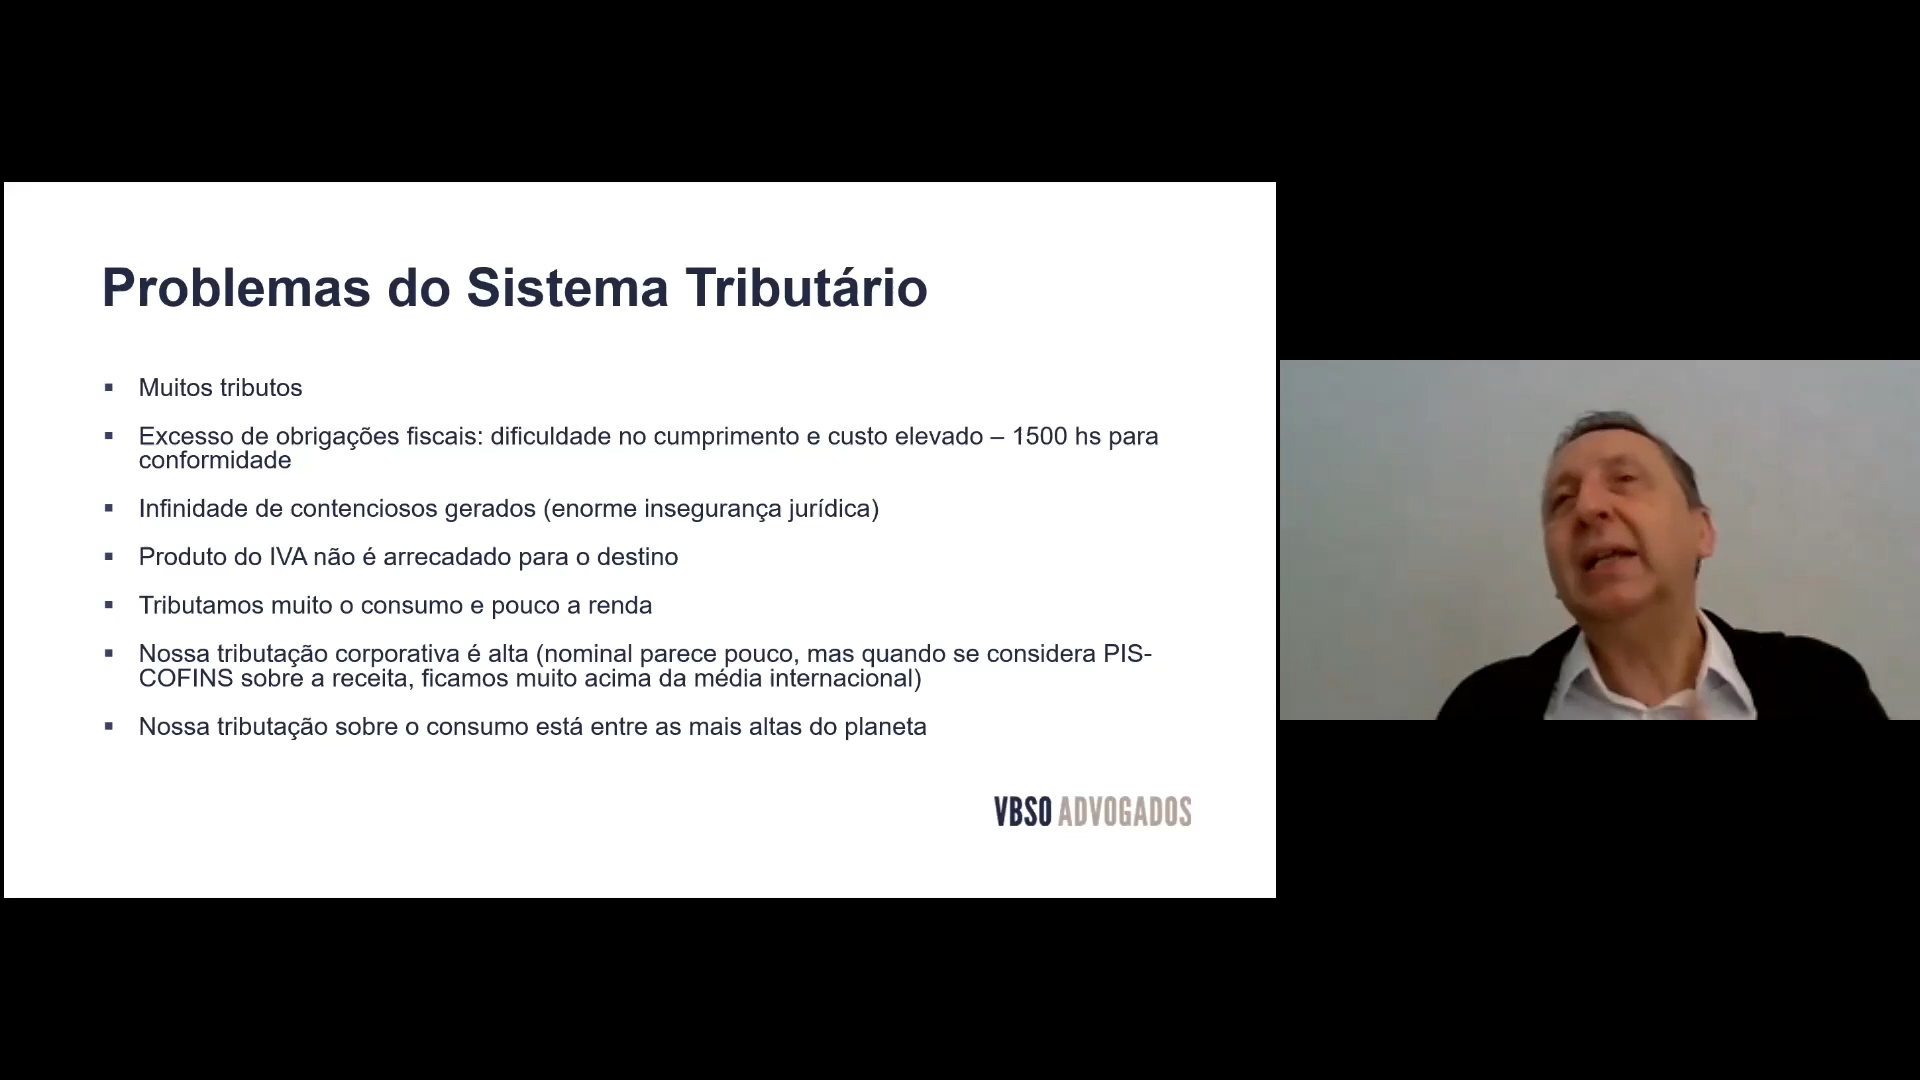 Problemas do Sistema Tributário
▪ Muitos tributos
▪ Excesso de obrigações fiscais: dificuldade no cumprimento e custo elevado – 1500 hs para
conformidade
▪ Infinidade de contenciosos gerados (enorme insegurança jurídica)
▪ Produto do IVA não é arrecadado para o destino
▪ Tributamos muito o consumo e pouco a renda
▪ Nossa tributação corporativa é alta (nominal parece pouco, mas quando se considera PIS-
COFINS sobre a receita, ficamos muito acima da média internacional)
▪ Nossa tributação sobre o consumo está entre as mais altas do planeta
VBSO ADVOGADOS